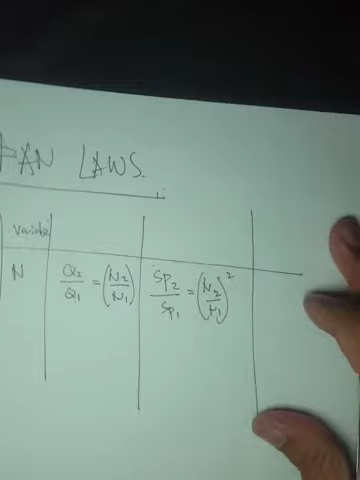 FAN LAWS.
variable
N Q₂/Q₁ = (N₂/N₁) SP₂/SP₁ = (N₂/N₁)²